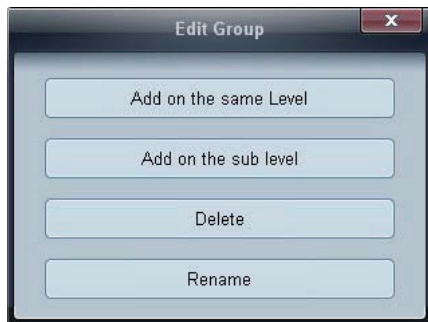 Edit Group
x
Add on the same Level
Add on the sub level
Delete
Rename